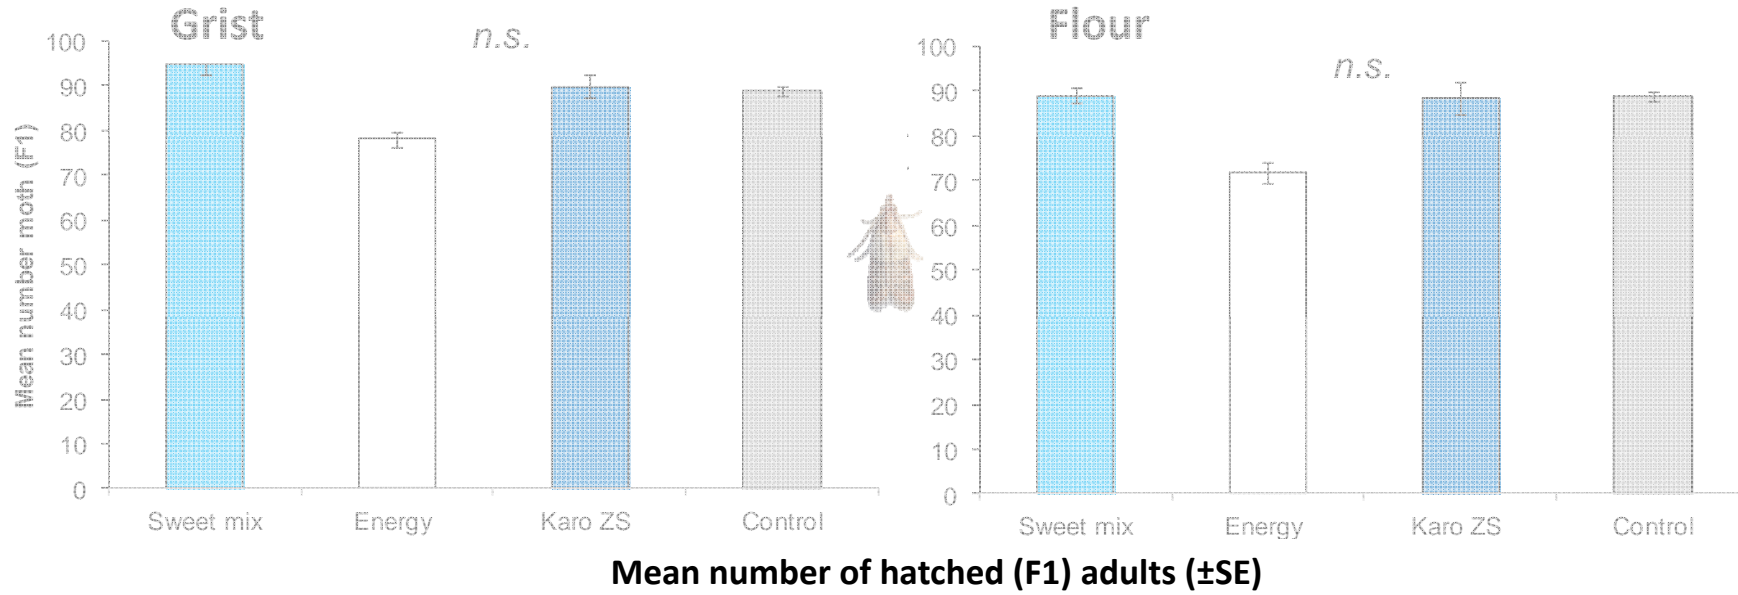 Grist
n.s.
Mean number moth (F1)
100
90
80
70
60
50
40
30
20
10
0
Sweet mix
Energy
Karo ZS
Control
Flour
n.s.
100
90
80
70
60
50
40
30
20
10
0
Sweet mix
Energy
Karo ZS
Control
Mean number of hatched (F1) adults (±SE)